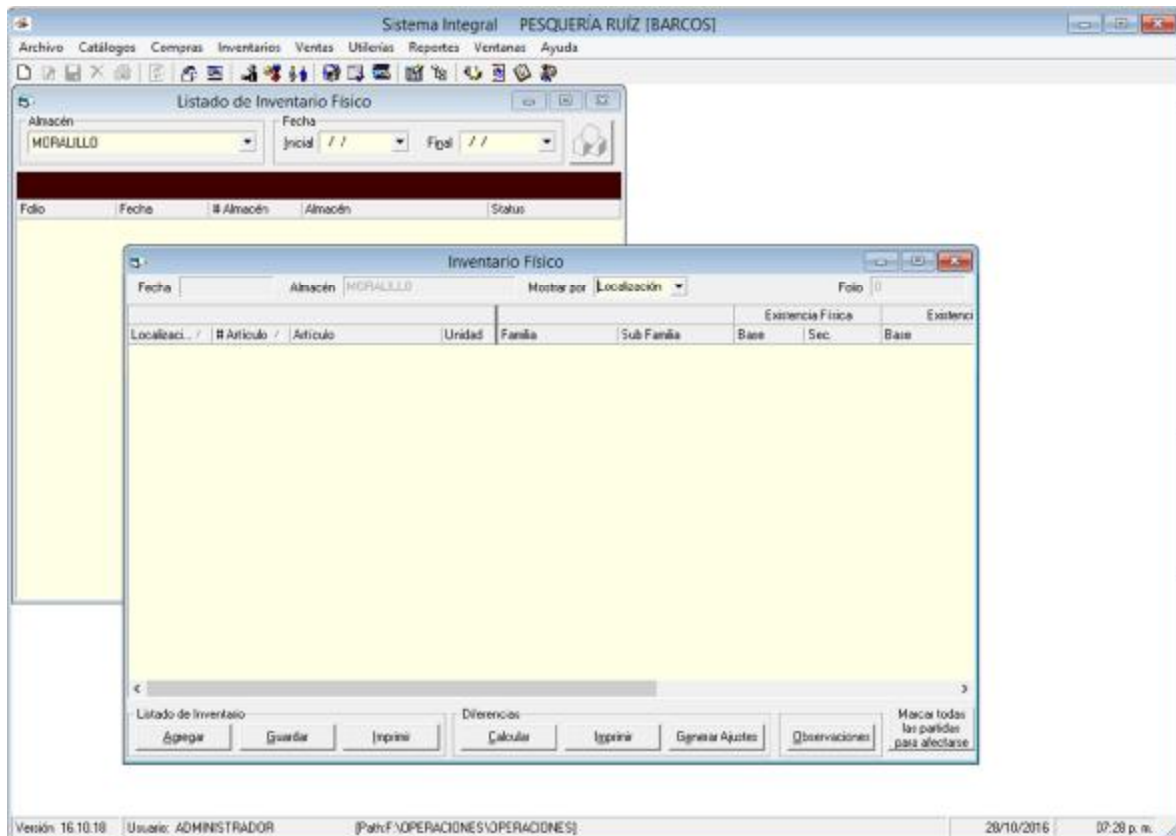 Sistema Integral PESQUERÍA RUÍZ [BARCOS]
Archivo Catálogos Compras Inventarios Ventas Utilerias Reportes Ventanas Ayuda
Listado de Inventario Físico
Almacén Fecha
MORALILLO Inicial / / Final / /
Folio Fecha # Almacén Almacén Status
Inventario Físico
Fecha Almacén MORALILLO Mostrar por Localización Folio 0
Existencia Física Existenci
Localizaci... / # Artículo / Artículo Unidad Familia Sub Familia Base Sec. Base
Listado de Inventario Diferencias Marcar todas
Agregar Guardar Imprimir Calcular Imprimir Generar Ajustes Observaciones las partidas
para afectarse
Versión 16.10.18 Usuario: ADMINISTRADOR [Path:F:\OPERACIONES\OPERACIONES] 28/10/2016 07:28 p. m.